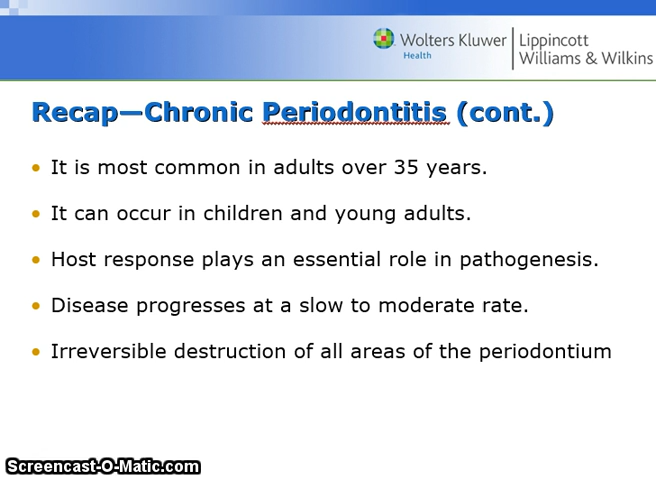 Wolters Kluwer
Health
Lippincott
Williams & Wilkins
Recap—Chronic Periodontitis (cont.)
• It is most common in adults over 35 years.
• It can occur in children and young adults.
• Host response plays an essential role in pathogenesis.
• Disease progresses at a slow to moderate rate.
• Irreversible destruction of all areas of the periodontium
Screencast-O-Matic.com